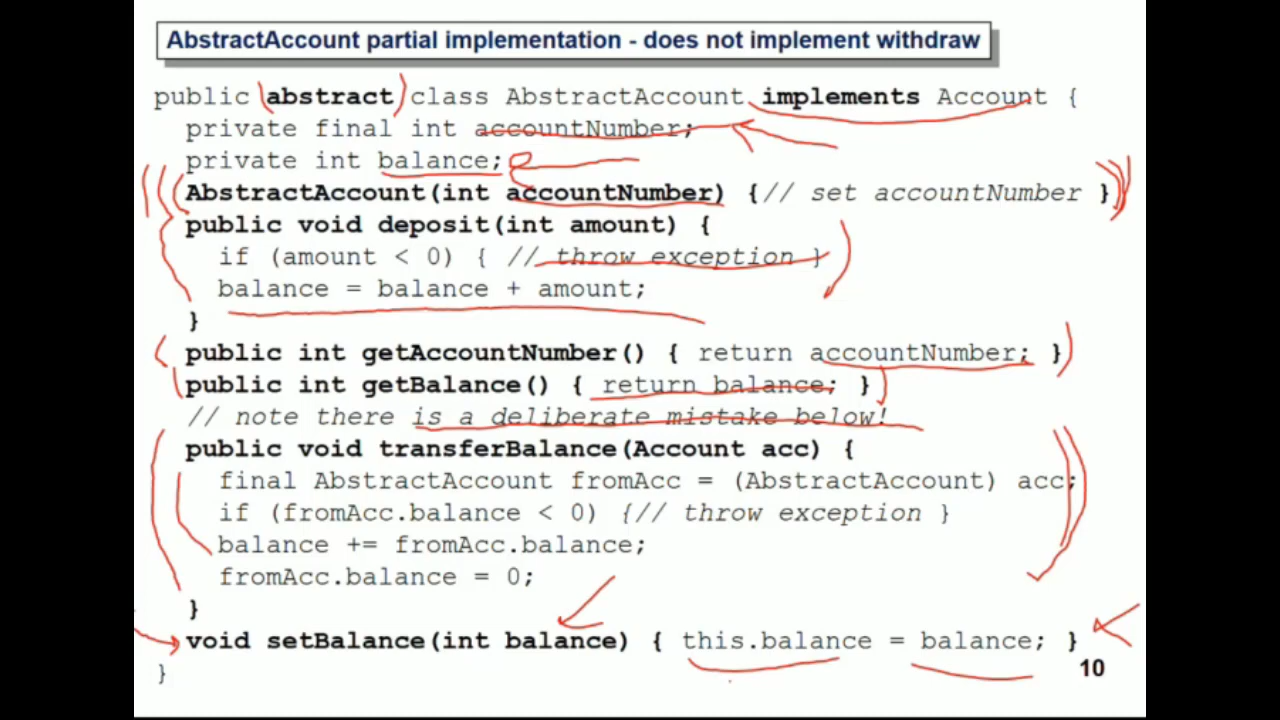 AbstractAccount partial implementation - does not implement withdraw
public abstract class AbstractAccount implements Account {
private final int accountNumber;
private int balance;
AbstractAccount(int accountNumber) {// set accountNumber }
public void deposit(int amount) {
if (amount < 0) { // throw exception }
balance = balance + amount;
}
public int getAccountNumber() { return accountNumber; }
public int getBalance() { return balance; }
// note there is a deliberate mistake below!
public void transferBalance(Account acc) {
final AbstractAccount fromAcc = (AbstractAccount) acc;
if (fromAcc.balance < 0) {// throw exception }
balance += fromAcc.balance;
fromAcc.balance = 0;
}
void setBalance(int balance) { this.balance = balance; }
}
10